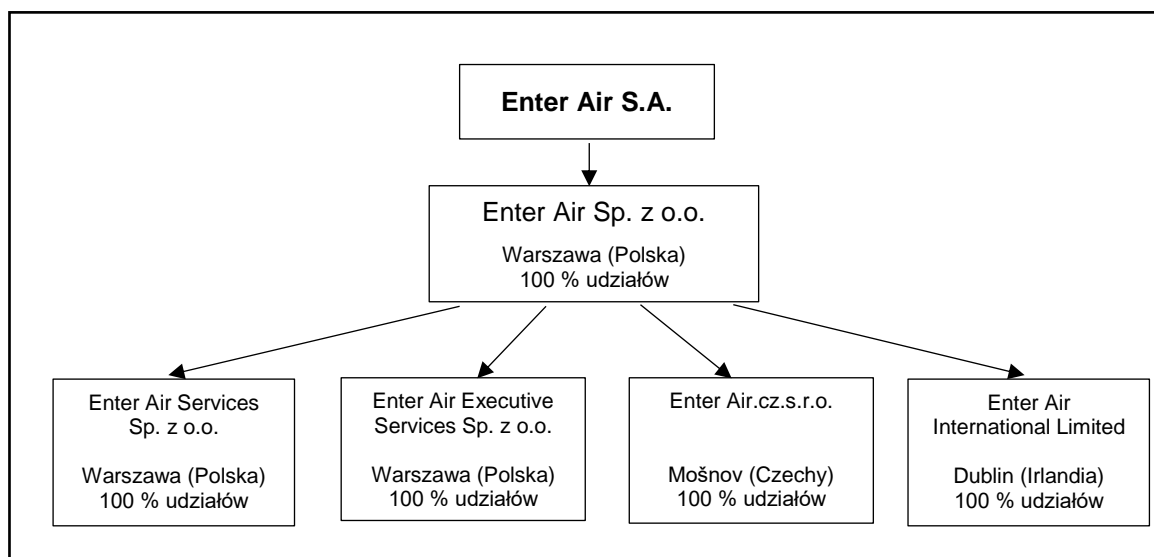 Enter Air S.A.
Enter Air Sp. z o.o.
Warszawa (Polska)
100 % udziałów
Enter Air Services
Sp. z o.o.
Warszawa (Polska)
100 % udziałów
Enter Air Executive
Services Sp. z o.o.
Warszawa (Polska)
100 % udziałów
Enter Air.cz.s.r.o.
Mošnov (Czechy)
100 % udziałów
Enter Air
International Limited
Dublin (Irlandia)
100 % udziałów